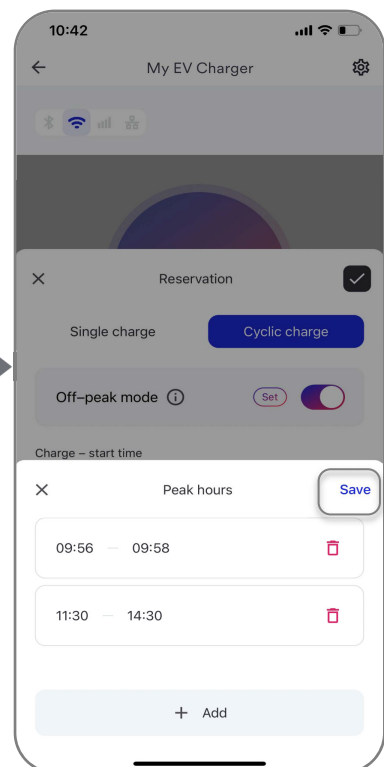 10:42
My EV Charger
Reservation
Single charge Cyclic charge
Off–peak mode Set
Charge – start time
Peak hours Save
09:56 — 09:58
11:30 — 14:30
+ Add